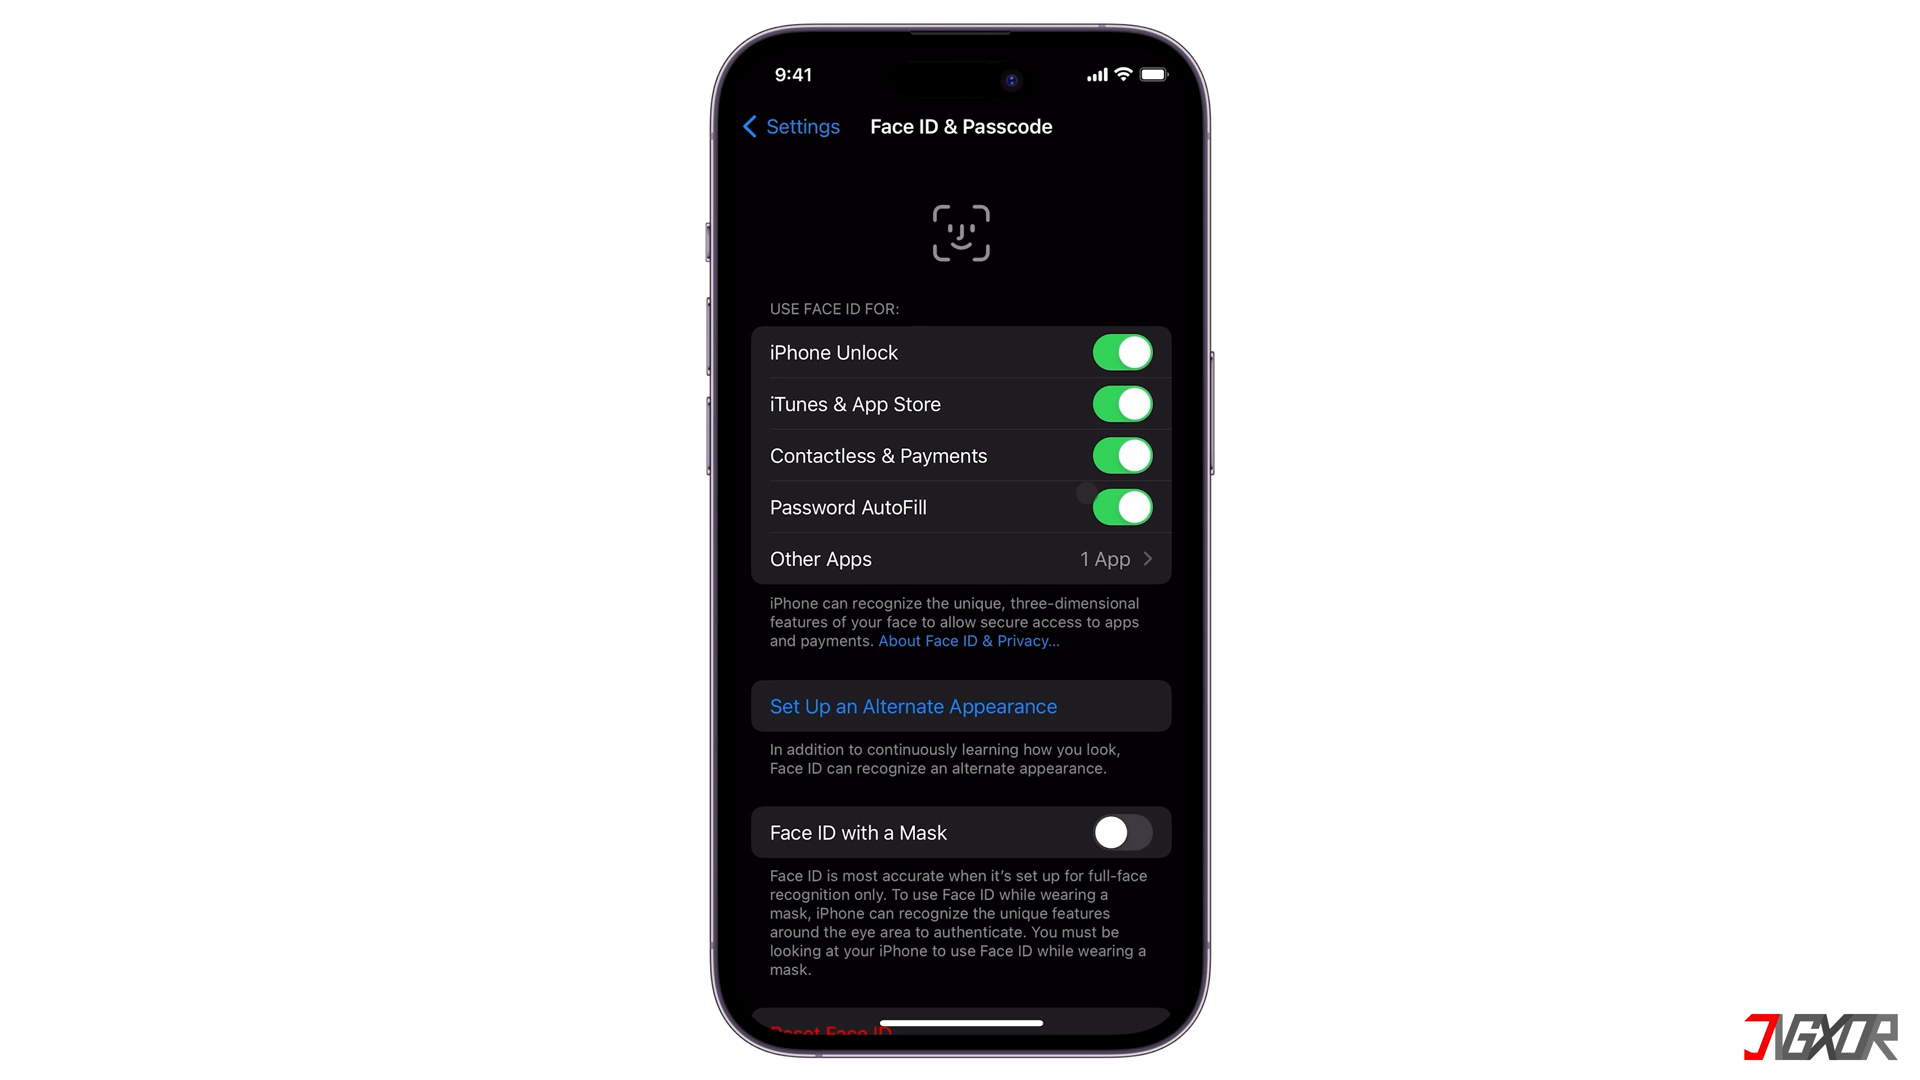 9:41
Settings
Face ID & Passcode
USE FACE ID FOR:
iPhone Unlock
iTunes & App Store
Contactless & Payments
Password AutoFill
Other Apps
1 App
iPhone can recognize the unique, three-dimensional
features of your face to allow secure access to apps
and payments. About Face ID & Privacy...
Set Up an Alternate Appearance
In addition to continuously learning how you look,
Face ID can recognize an alternate appearance.
Face ID with a Mask
Face ID is most accurate when it's set up for full-face
recognition only. To use Face ID while wearing a
mask, iPhone can recognize the unique features
around the eye area to authenticate. You must be
looking at your iPhone to use Face ID while wearing a
mask.
Reset Face ID